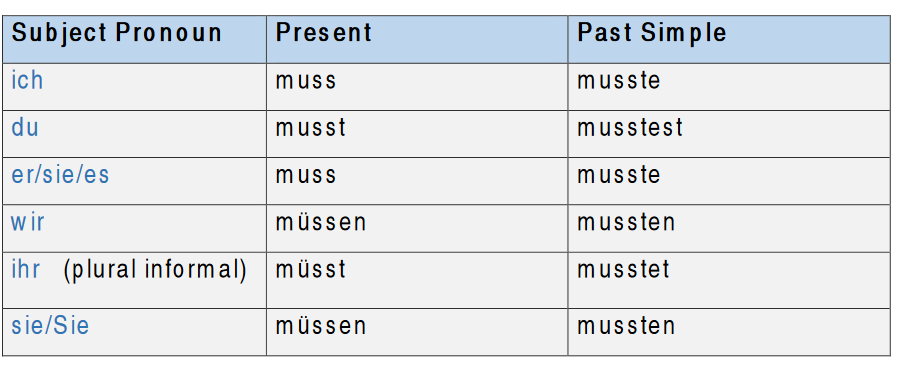 Subject Pronoun Present Past Simple
ich muss musste
du musst musstest
er/sie/es muss musste
wir müssen mussten
ihr (plural informal) müsst musstet
sie/Sie müssen mussten